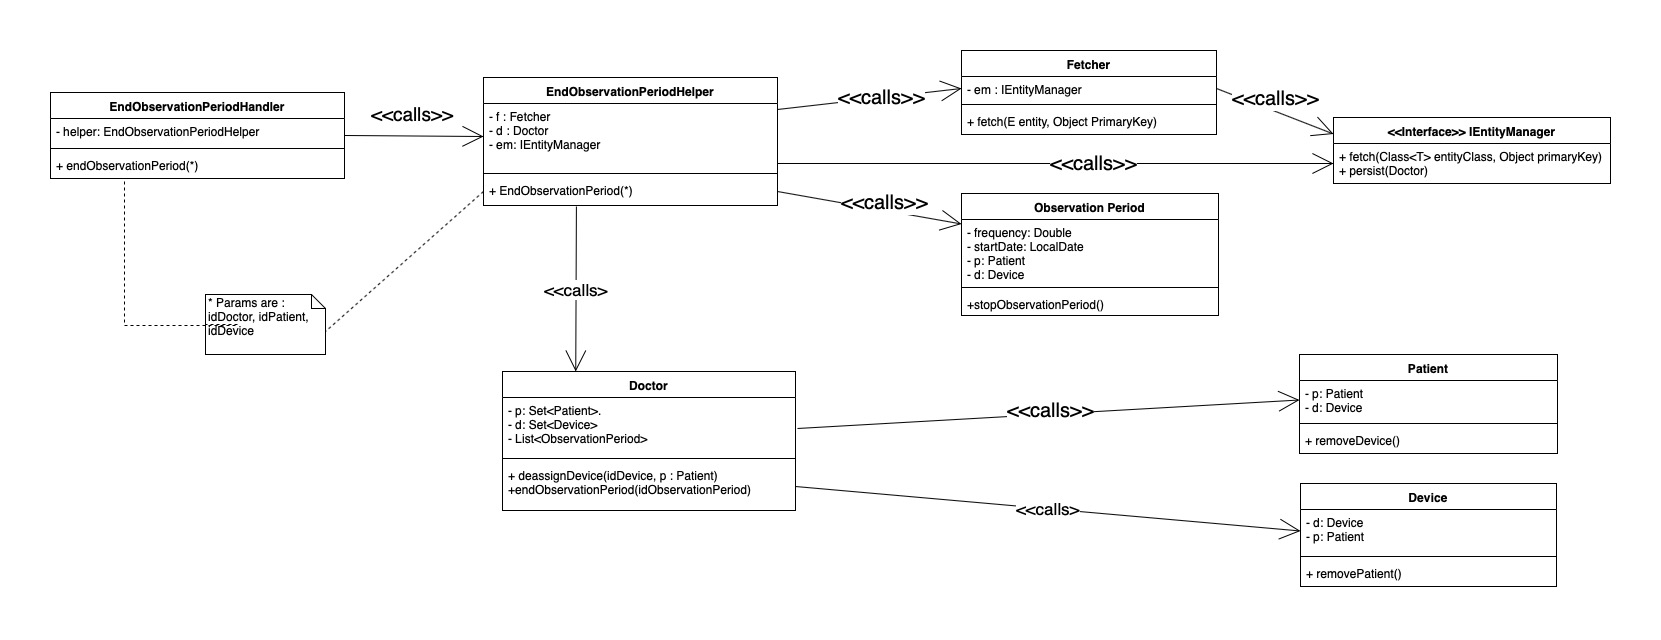 EndObservationPeriodHandler
- helper: EndObservationPeriodHelper
+ endObservationPeriod(*)
<<calls>>
EndObservationPeriodHelper
- f : Fetcher
- d : Doctor
- em: IEntityManager
+ EndObservationPeriod(*)
<<calls>>
Fetcher
- em : IEntityManager
+ fetch(E entity, Object PrimaryKey)
<<calls>>
<<Interface>> IEntityManager
+ fetch(Class<T> entityClass, Object primaryKey)
+ persist(Doctor)
<<calls>>
<<calls>>
Observation Period
- frequency: Double
- startDate: LocalDate
- p: Patient
- d: Device
+stopObservationPeriod()
* Params are :
idDoctor, idPatient,
idDevice
<<calls>
Doctor
- p: Set<Patient>.
- d: Set<Device>
- List<ObservationPeriod>
+ deassignDevice(idDevice, p : Patient)
+endObservationPeriod(idObservationPeriod)
<<calls>>
Patient
- p: Patient
- d: Device
+ removeDevice()
<<calls>
Device
- d: Device
- p: Patient
+ removePatient()